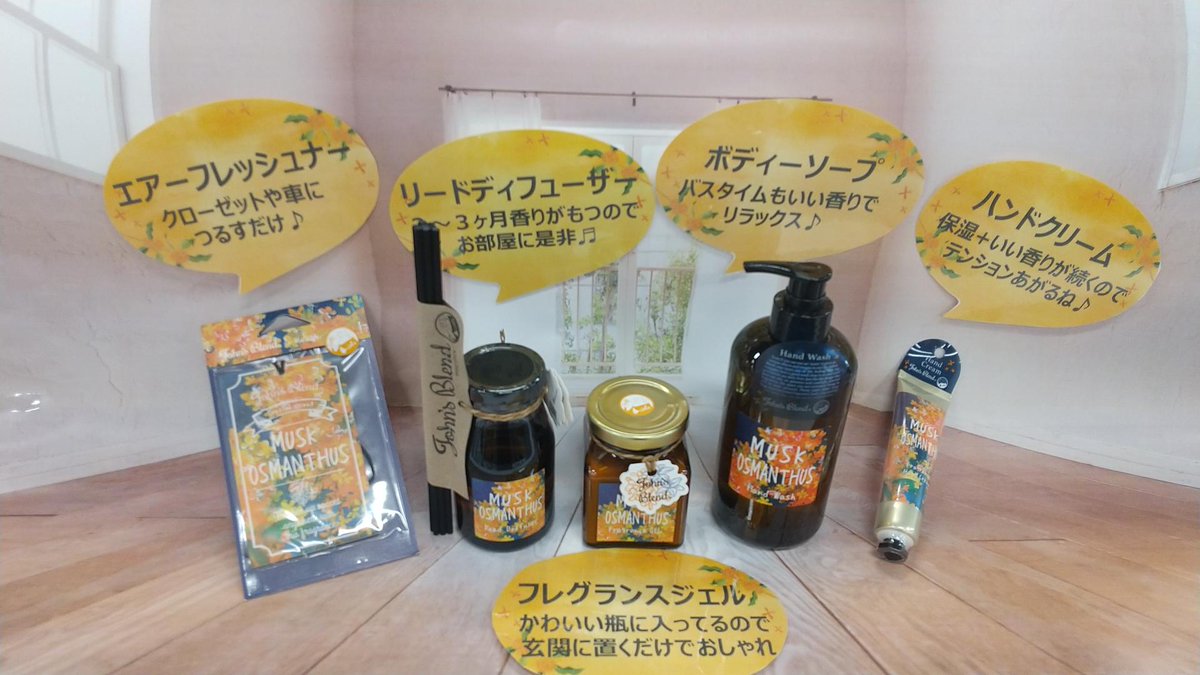 エアーフレッシュナー
クローゼットや車に
つるすだけ♪
リードディフューザー
２～３ヶ月香りがもつので
お部屋に是非♬
ボディーソープ
バスタイムもいい香りで
リラックス♪
ハンドクリーム
保湿＋いい香りが続くので
テンションあがるね♪
John's Blend
MUSK
OSMANTHUS
John's Blend
MUSK
OSMANTHUS
John's
Blend
MUSK
OSMANTHUS
Fragrance Gel
Hand Wash
John's Blend
MUSK
OSMANTHUS
Hand Wash
Hand
Cream
John's Blend
MUSK
OSMANTHUS
フレグランスジェル
かわいい瓶に入ってるので
玄関に置くだけでおしゃれ